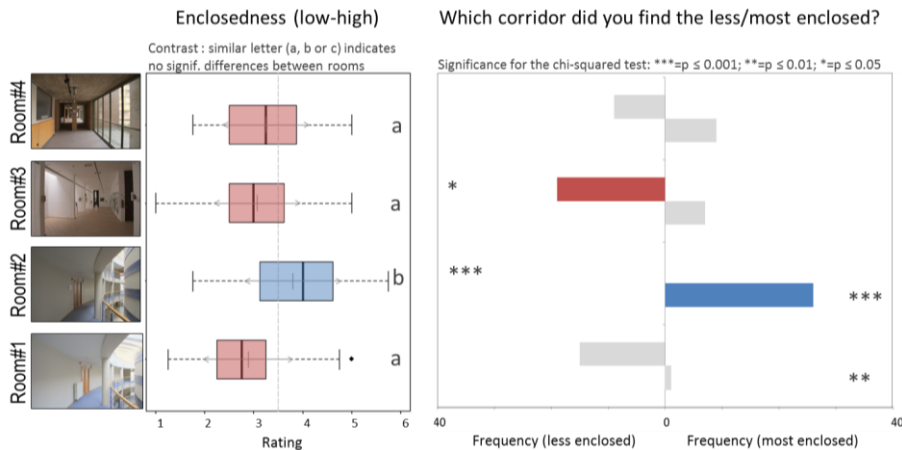 Enclosedness (low-high)
Contrast : similar letter (a, b or c) indicates
no signif. differences between rooms
Which corridor did you find the less/most enclosed?
Significance for the chi-squared test: ***=p ≤ 0.001; **=p ≤ 0.01; *=p ≤ 0.05
Room#4
a
Room#3
a
*
Room#2
b
***
***
Room#1
a
**
1 2 3 4 5 6
Rating
40 0 40
Frequency (less enclosed) Frequency (most enclosed)